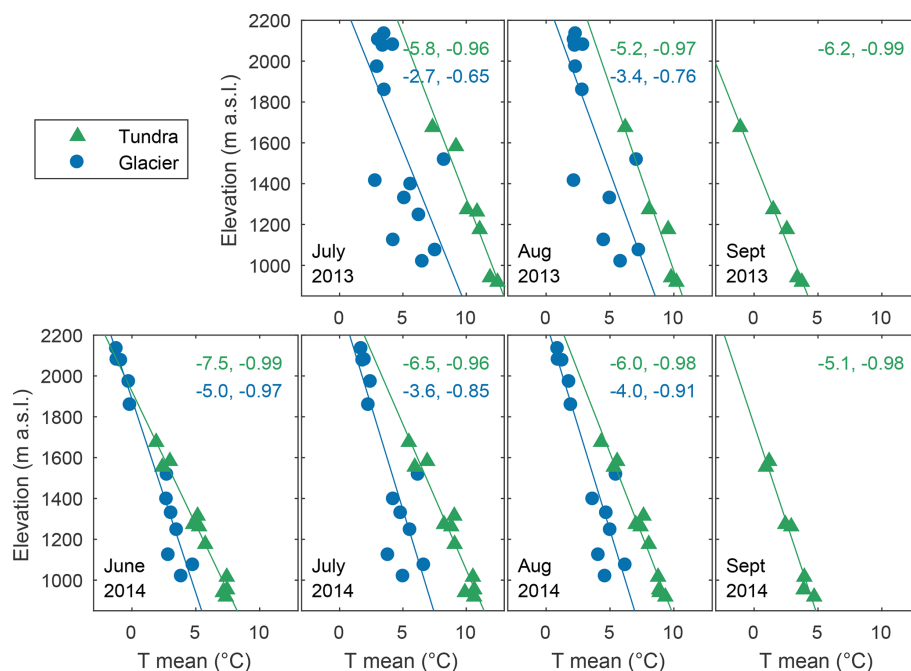 Tundra
Glacier
Elevation (m a.s.l.)
2200
2000
1800
1600
1400
1200
1000
-5.8, -0.96
-2.7, -0.65
July
2013
0 5 10
-5.2, -0.97
-3.4, -0.76
Aug
2013
0 5 10
-6.2, -0.99
Sept
2013
0 5 10
Elevation (m a.s.l.)
2200
2000
1800
1600
1400
1200
1000
-7.5, -0.99
-5.0, -0.97
June
2014
0 5 10
T mean (°C)
-6.5, -0.96
-3.6, -0.85
July
2014
0 5 10
T mean (°C)
-6.0, -0.98
-4.0, -0.91
Aug
2014
0 5 10
T mean (°C)
-5.1, -0.98
Sept
2014
0 5 10
T mean (°C)